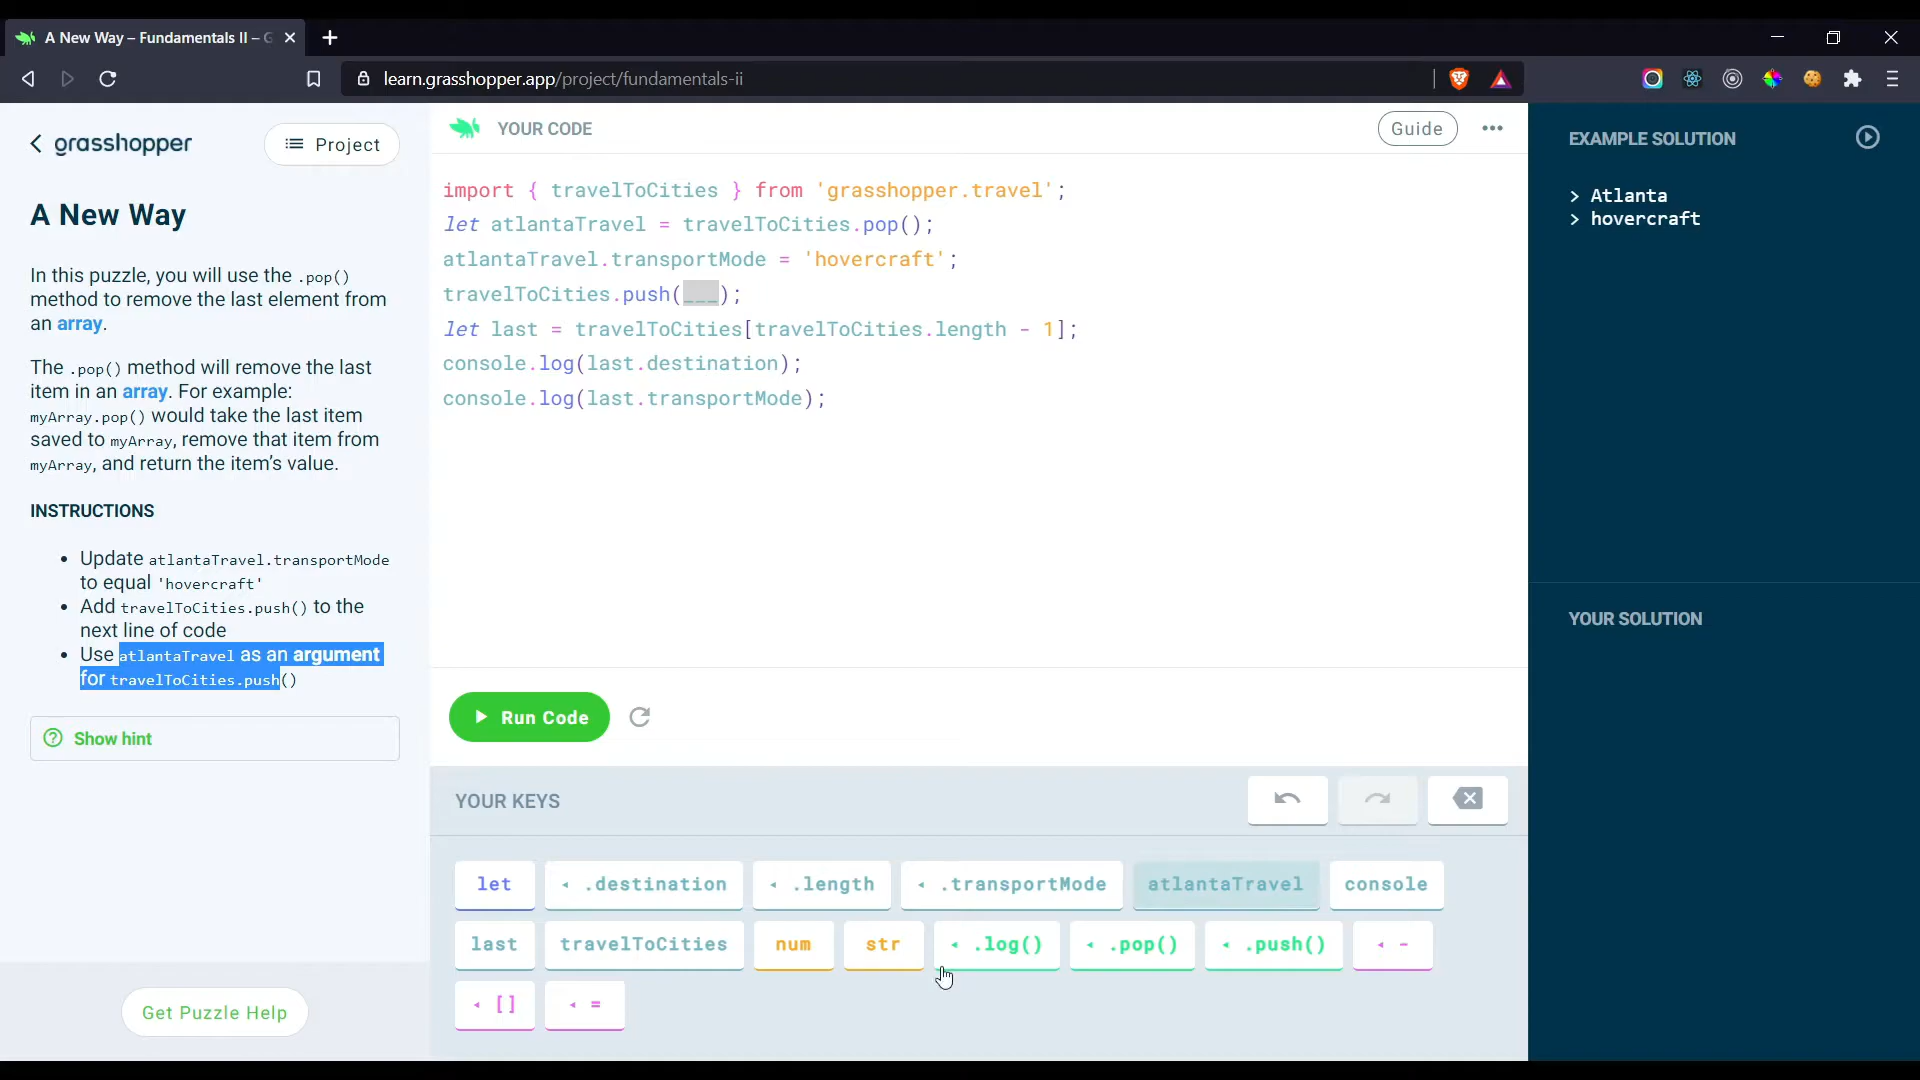 A New Way – Fundamentals II – G
learn.grasshopper.app/project/fundamentals-ii
grasshopper
Project
A New Way
In this puzzle, you will use the .pop()
method to remove the last element from
an array.
The .pop() method will remove the last
item in an array. For example:
myArray.pop() would take the last item
saved to myArray, remove that item from
myArray, and return the item's value.
INSTRUCTIONS
• Update atlantaTravel.transportMode
to equal 'hovercraft'
• Add travelToCities.push() to the
next line of code
• Use atlantaTravel as an argument
for travelToCities.push()
Show hint
Get Puzzle Help
YOUR CODE
Guide
import { travelToCities } from 'grasshopper.travel';
let atlantaTravel = travelToCities.pop();
atlantaTravel.transportMode = 'hovercraft';
travelToCities.push(___);
let last = travelToCities[travelToCities.length - 1];
console.log(last.destination);
console.log(last.transportMode);
Run Code
YOUR KEYS
let .destination .length .transportMode atlantaTravel console
last travelToCities num str .log() .pop() .push() -
[] =
EXAMPLE SOLUTION
> Atlanta
> hovercraft
YOUR SOLUTION